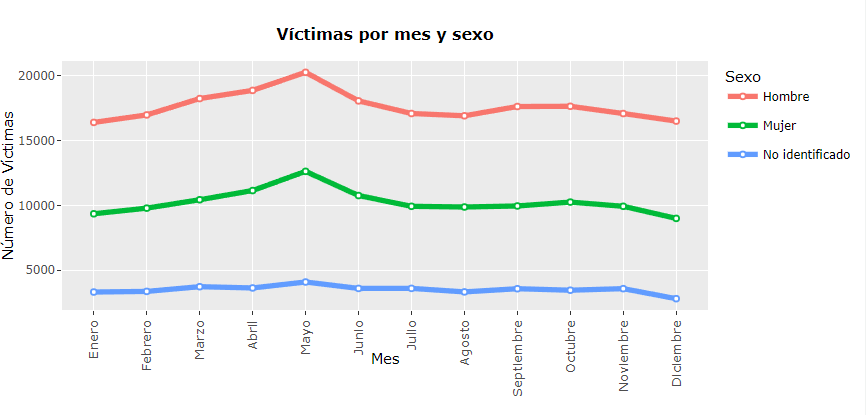 Víctimas por mes y sexo
Número de Víctimas
20000
15000
10000
5000
Enero
Febrero
Marzo
Abril
Mayo
Junio
Julio
Agosto
Septiembre
Octubre
Noviembre
Diciembre
Mes
Sexo
Hombre
Mujer
No identificado